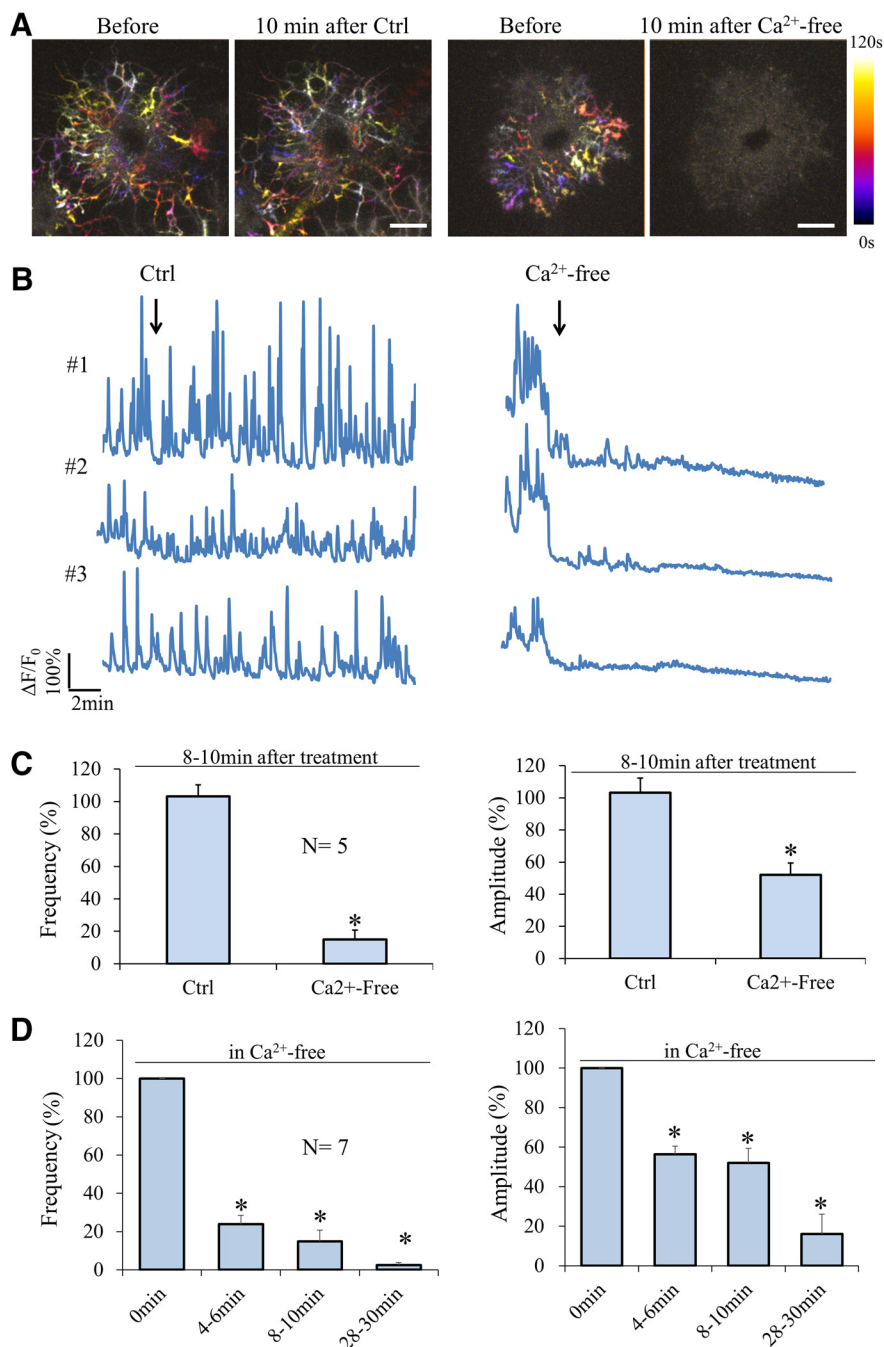 A
Before
10 min after Ctrl
Before
10 min after Ca²⁺-free
120s
0s
B
Ctrl
Ca²⁺-free
#1
#2
#3
ΔF/F₀
100%
2min
C
8-10min after treatment
Frequency (%)
120
100
80
60
40
20
0
N= 5
*
Ctrl
Ca2+-Free
8-10min after treatment
Amplitude (%)
120
100
80
60
40
20
0
*
Ctrl
Ca2+-Free
D
in Ca²⁺-free
Frequency (%)
120
100
80
60
40
20
0
N= 7
*
*
*
0min
4-6min
8-10min
28-30min
in Ca²⁺-free
Amplitude (%)
120
100
80
60
40
20
0
*
*
*
0min
4-6min
8-10min
28-30min